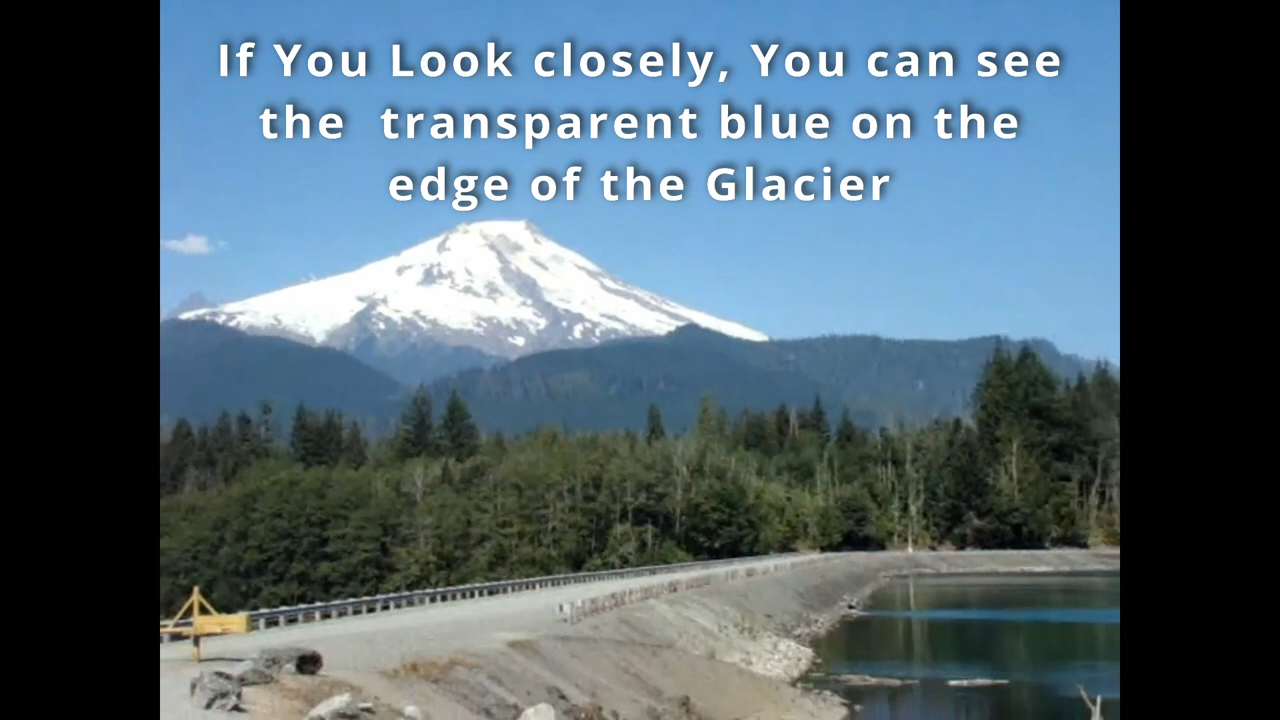 If You Look closely, You can see
the  transparent blue on the
edge of the Glacier